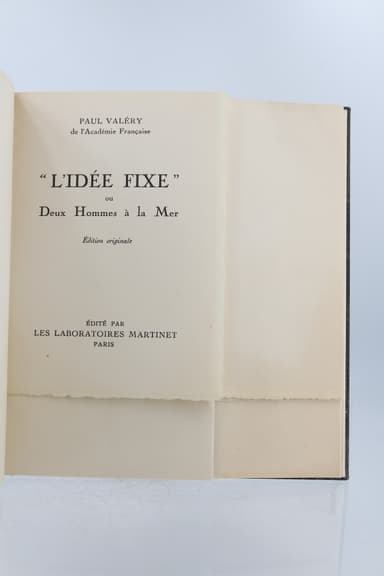 PAUL VALÉRY
de l'Académie Française
“ L'IDÉE FIXE ”
ou
Deux Hommes à la Mer
Édition originale
ÉDITÉ PAR
LES LABORATOIRES MARTINET
PARIS